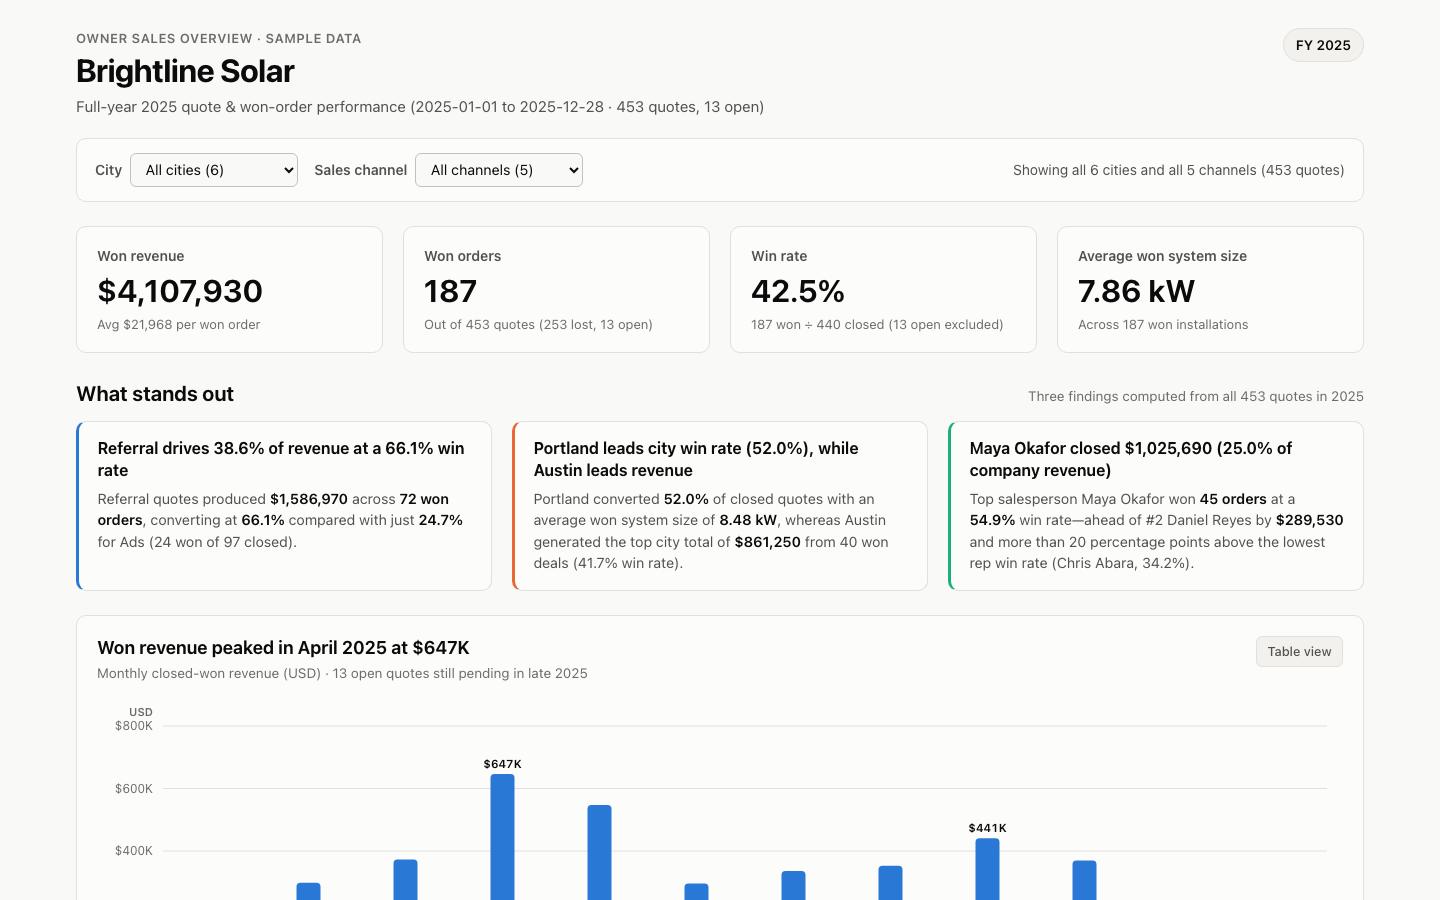 OWNER SALES OVERVIEW · SAMPLE DATA
Brightline Solar
FY 2025
Full-year 2025 quote & won-order performance (2025-01-01 to 2025-12-28 · 453 quotes, 13 open)
City
All cities (6)
Sales channel
All channels (5)
Showing all 6 cities and all 5 channels (453 quotes)
Won revenue
$4,107,930
Avg $21,968 per won order
Won orders
187
Out of 453 quotes (253 lost, 13 open)
Win rate
42.5%
187 won ÷ 440 closed (13 open excluded)
Average won system size
7.86 kW
Across 187 won installations
What stands out
Three findings computed from all 453 quotes in 2025
Referral drives 38.6% of revenue at a 66.1% win
rate
Referral quotes produced $1,586,970 across 72 won
orders, converting at 66.1% compared with just 24.7%
for Ads (24 won of 97 closed).
Portland leads city win rate (52.0%), while
Austin leads revenue
Portland converted 52.0% of closed quotes with an
average won system size of 8.48 kW, whereas Austin
generated the top city total of $861,250 from 40 won
deals (41.7% win rate).
Maya Okafor closed $1,025,690 (25.0% of
company revenue)
Top salesperson Maya Okafor won 45 orders at a
54.9% win rate—ahead of #2 Daniel Reyes by $289,530
and more than 20 percentage points above the lowest
rep win rate (Chris Abara, 34.2%).
Won revenue peaked in April 2025 at $647K
Monthly closed-won revenue (USD) · 13 open quotes still pending in late 2025
Table view
USD
$800K
$647K
$600K
$441K
$400K